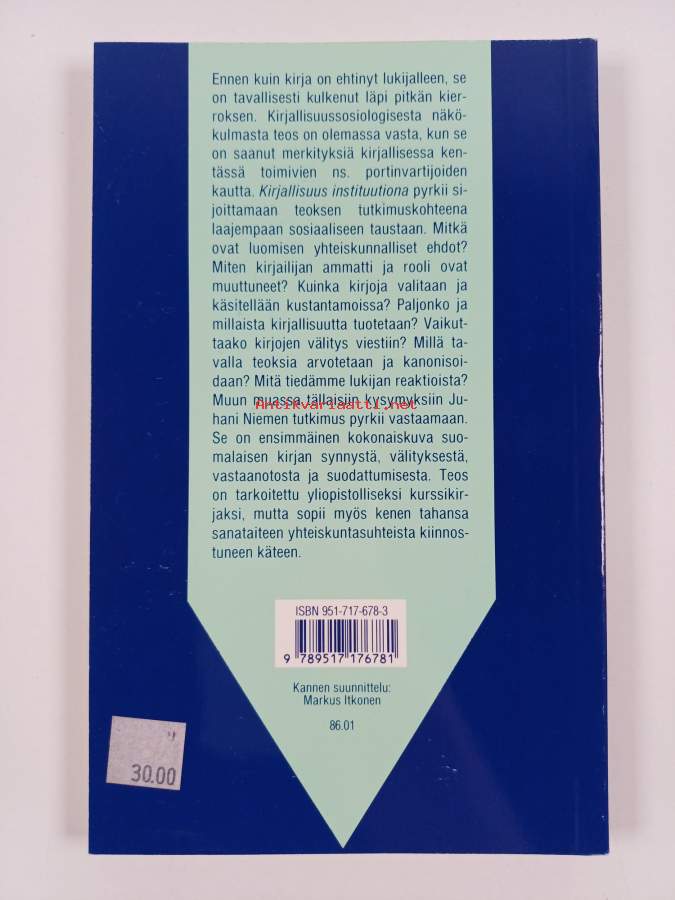 Ennen kuin kirja on ehtinyt lukijalleen, se
on tavallisesti kulkenut läpi pitkän kier-
roksen. Kirjallisuussosiologisesta näkö-
kulmasta teos on olemassa vasta, kun se
on saanut merkityksiä kirjallisessa ken-
tässä toimivien ns. portinvartijoiden
kautta. Kirjallisuus instituutiona pyrkii si-
joittamaan teoksen tutkimuskohteena
laajempaan sosiaaliseen taustaan. Mitkä
ovat luomisen yhteiskunnalliset ehdot?
Miten kirjailijan ammatti ja rooli ovat
muuttuneet? Kuinka kirjoja valitaan ja
käsitellään kustantamoissa? Paljonko ja
millaista kirjallisuutta tuotetaan? Vaikut-
taako kirjojen välitys viestiin? Millä ta-
valla teoksia arvotetaan ja kanonisoi-
daan? Mitä tiedämme lukijan reaktioista?
Muun muassa tällaisiin kysymyksiin Ju-
Antikvariaatti.net
hani Niemen tutkimus pyrkii vastaamaan.
Se on ensimmäinen kokonaiskuva suo-
malaisen kirjan synnystä, välityksestä,
vastaanotosta ja suodattumisesta. Teos
on tarkoitettu yliopistolliseksi kurssikir-
jaksi, mutta sopii myös kenen tahansa
sanataiteen yhteiskuntasuhteista kiinnos-
tuneen käteen.
ISBN 951-717-678-3
9 789517 176781
Kannen suunnittelu:
Markus Itkonen
86.01
30.00